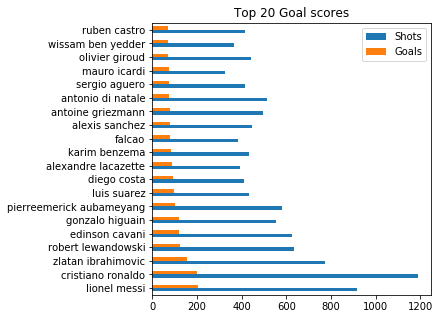 Top 20 Goal scores
Shots
Goals
ruben castro
wissam ben yedder
olivier giroud
mauro icardi
sergio aguero
antonio di natale
antoine griezmann
alexis sanchez
falcao
karim benzema
alexandre lacazette
diego costa
luis suarez
pierreemerick aubameyang
gonzalo higuain
edinson cavani
robert lewandowski
zlatan ibrahimovic
cristiano ronaldo
lionel messi
0 200 400 600 800 1000 1200